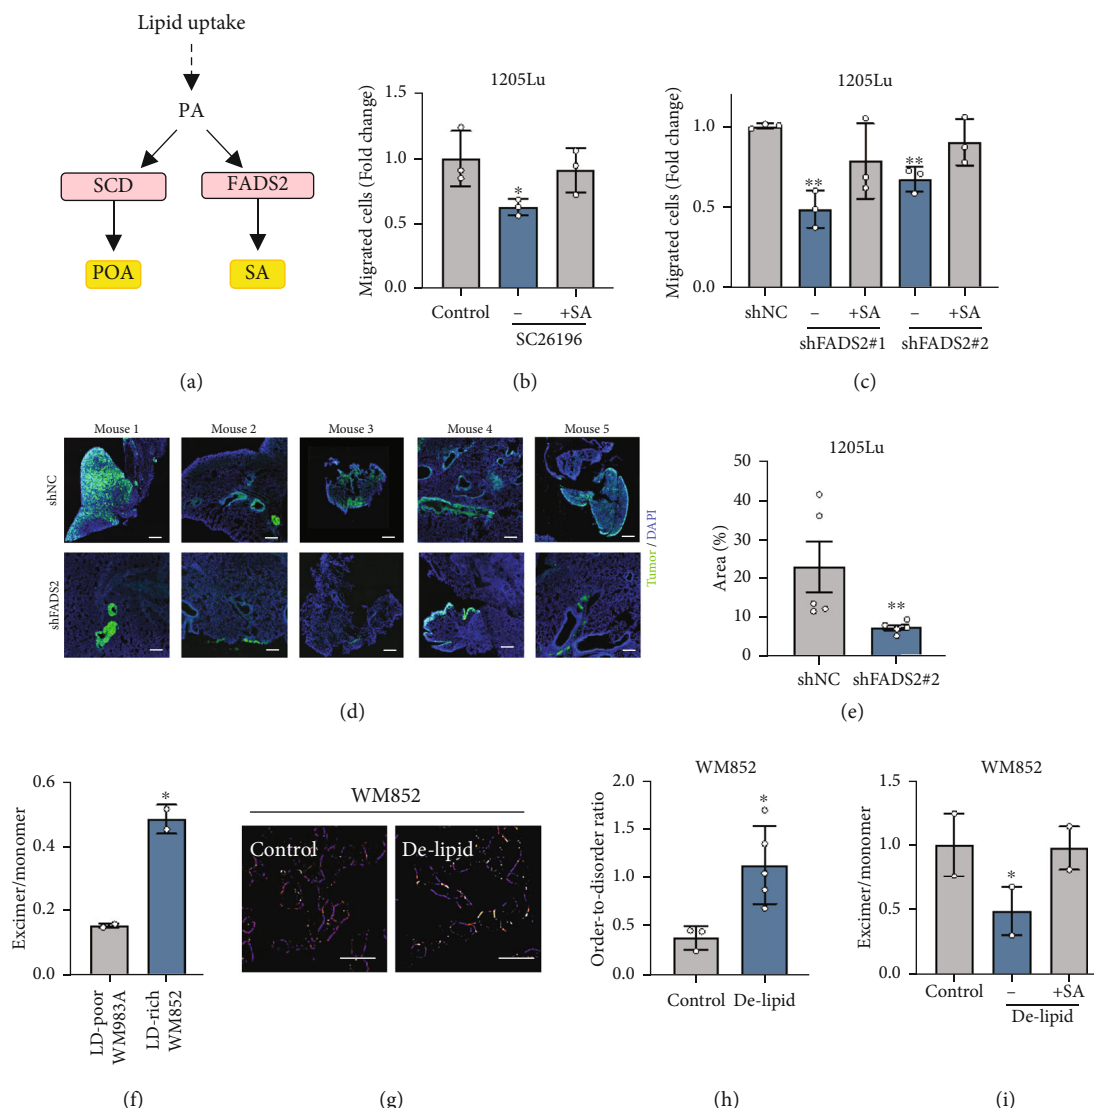 Lipid uptake
PA
SCD
FADS2
POA
SA
(a)
1205Lu
Migrated cells (Fold change)
1.5
1.0
0.5
0.0
*
Control
–
+SA
SC26196
(b)
1205Lu
Migrated cells (Fold change)
1.0
0.5
0.0
**
**
shNC
–
+SA
–
+SA
shFADS2#1
shFADS2#2
(c)
Mouse 1
Mouse 2
Mouse 3
Mouse 4
Mouse 5
shNC
shFADS2
Tumor / DAPI
(d)
1205Lu
Area (%)
50
40
30
20
10
0
**
shNC
shFADS2#2
(e)
Excimer/monomer
0.6
0.4
0.2
0.0
*
LD-poor
WM983A
LD-rich
WM852
(f)
WM852
Control
De-lipid
(g)
WM852
Order-to-disorder ratio
2.0
1.5
1.0
0.5
0.0
*
Control
De-lipid
(h)
WM852
Excimer/monomer
1.5
1.0
0.5
0.0
*
Control
–
+SA
De-lipid
(i)